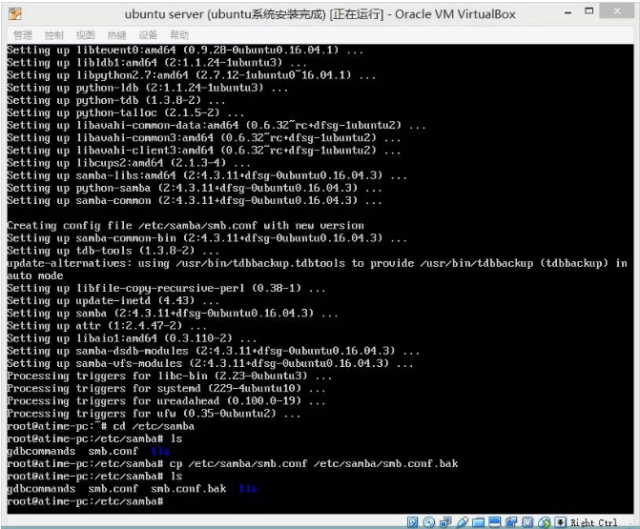 ubuntu server (ubuntu系统安装完成) [正在运行] - Oracle VM VirtualBox
管理 控制 视图 热键 设备 帮助
Setting up libtevent0:amd64 (0.9.28-0ubuntu0.16.04.1) ...
Setting up libldb1:amd64 (2:1.1.24-1ubuntu3) ...
Setting up libpython2.7:amd64 (2.7.12-1ubuntu0~16.04.1) ...
Setting up python-ldb (2:1.1.24-1ubuntu3) ...
Setting up python-tdb (1.3.8-2) ...
Setting up python-talloc (2.1.5-2) ...
Setting up libavahi-common-data:amd64 (0.6.32~rc+dfsg-1ubuntu2) ...
Setting up libavahi-common3:amd64 (0.6.32~rc+dfsg-1ubuntu2) ...
Setting up libavahi-client3:amd64 (0.6.32~rc+dfsg-1ubuntu2) ...
Setting up libcups2:amd64 (2.1.3-4) ...
Setting up samba-libs:amd64 (2:4.3.11+dfsg-0ubuntu0.16.04.3) ...
Setting up python-samba (2:4.3.11+dfsg-0ubuntu0.16.04.3) ...
Setting up samba-common (2:4.3.11+dfsg-0ubuntu0.16.04.3) ...
Creating config file /etc/samba/smb.conf with new version
Setting up samba-common-bin (2:4.3.11+dfsg-0ubuntu0.16.04.3) ...
Setting up tdb-tools (1.3.8-2) ...
update-alternatives: using /usr/bin/tdbbackup.tdbtools to provide /usr/bin/tdbbackup (tdbbackup) in
auto mode
Setting up libfile-copy-recursive-perl (0.38-1) ...
Setting up update-inetd (4.43) ...
Setting up samba (2:4.3.11+dfsg-0ubuntu0.16.04.3) ...
Setting up attr (1:2.4.47-2) ...
Setting up libaio1:amd64 (0.3.110-2) ...
Setting up samba-dsdb-modules (2:4.3.11+dfsg-0ubuntu0.16.04.3) ...
Setting up samba-vfs-modules (2:4.3.11+dfsg-0ubuntu0.16.04.3) ...
Processing triggers for libc-bin (2.23-0ubuntu3) ...
Processing triggers for systemd (229-4ubuntu10) ...
Processing triggers for ureadahead (0.100.0-19) ...
Processing triggers for ufw (0.35-0ubuntu2) ...
root@atime-pc:~# cd /etc/samba
root@atime-pc:/etc/samba# ls
gdbcommands smb.conf tls
root@atime-pc:/etc/samba# cp /etc/samba/smb.conf /etc/samba/smb.conf.bak
root@atime-pc:/etc/samba# ls
gdbcommands smb.conf smb.conf.bak tls
root@atime-pc:/etc/samba#
Right Ctrl